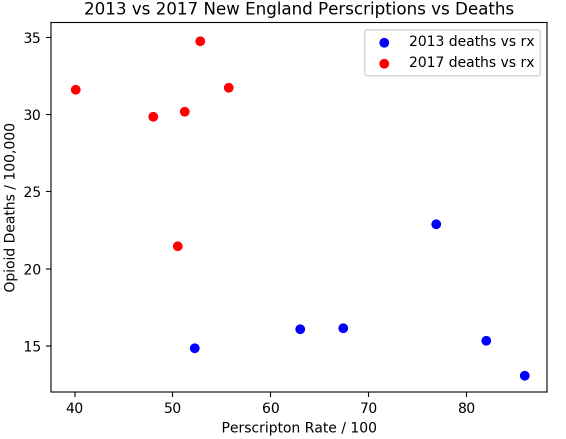 2013 vs 2017 New England Perscriptions vs Deaths
2013 deaths vs rx
2017 deaths vs rx
Opioid Deaths / 100,000
35
30
25
20
15
40 50 60 70 80
Perscripton Rate / 100